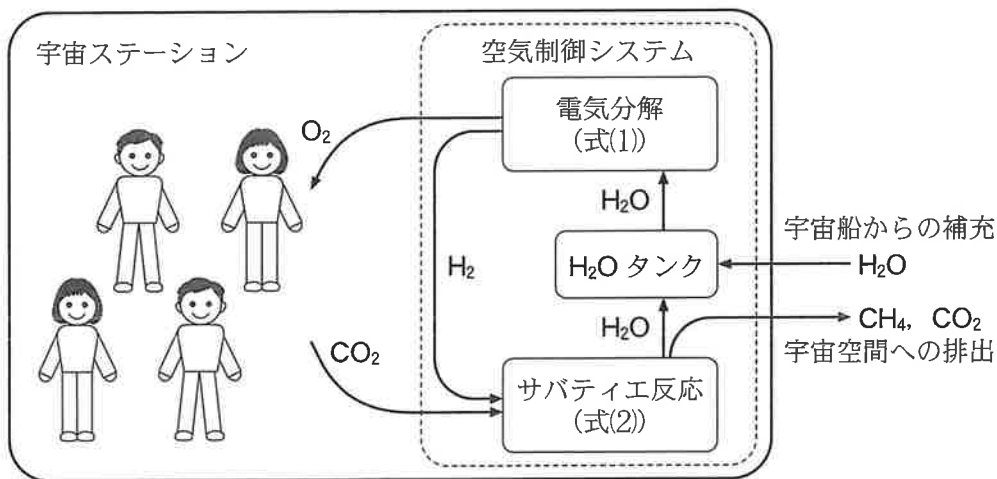 宇宙ステーション
空気制御システム
電気分解
(式(1))
O₂
H₂O
宇宙船からの補充
H₂
H₂O タンク
H₂O
H₂O
CH₄, CO₂
宇宙空間への排出
CO₂
サバティエ反応
(式(2))